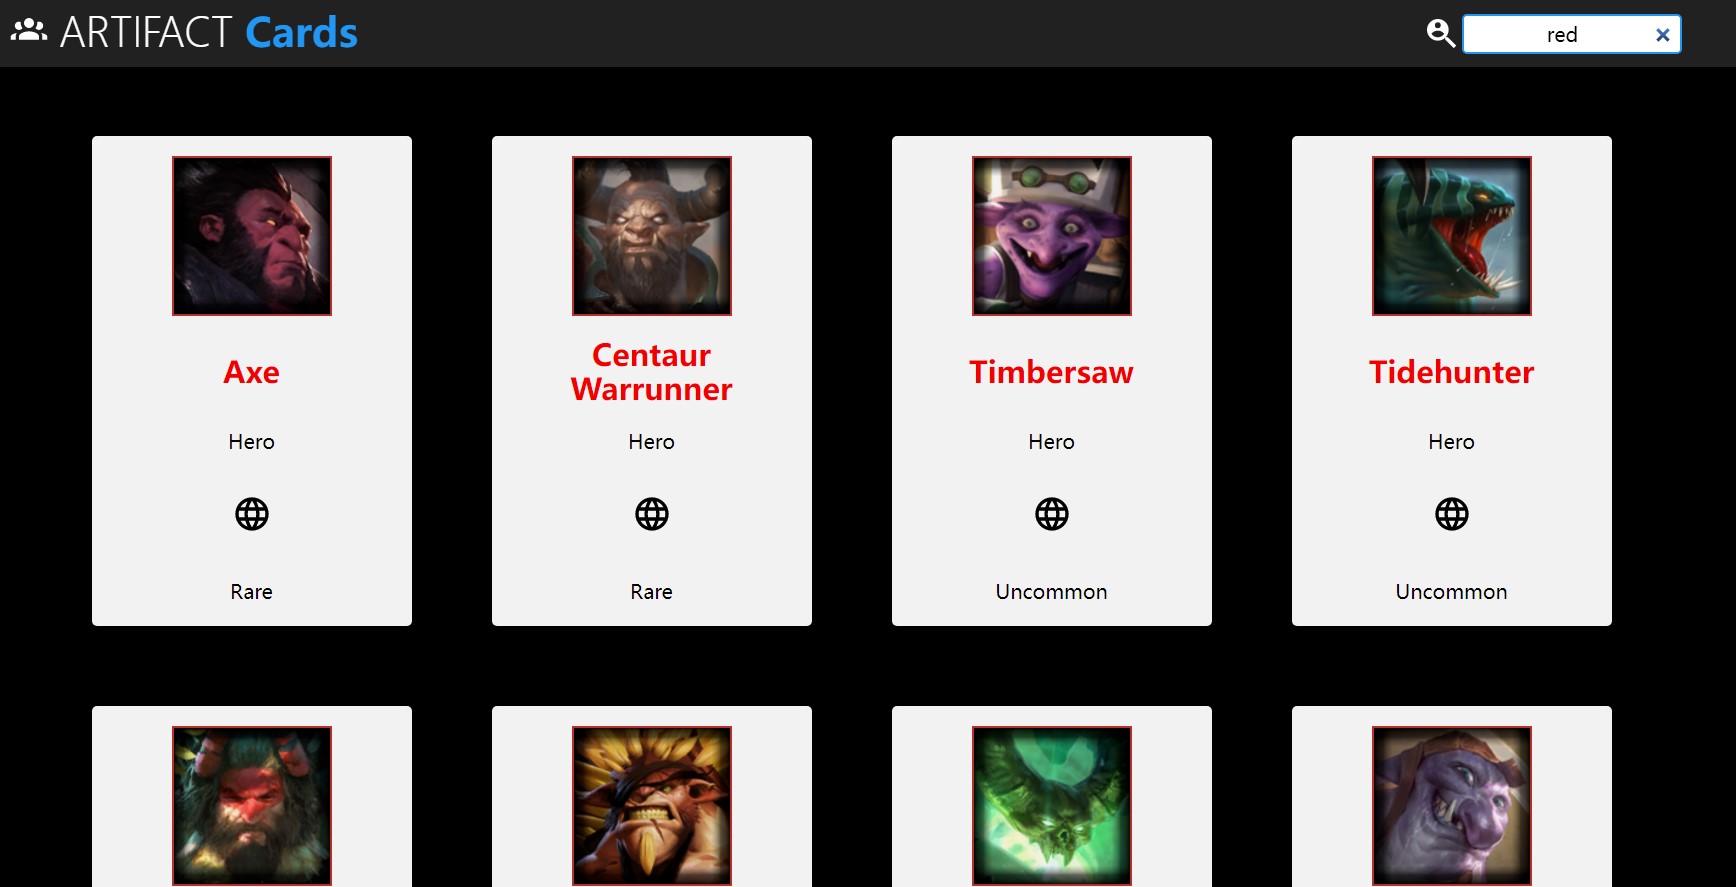 ARTIFACT Cards
red
Axe
Hero
Rare
Centaur
Warrunner
Hero
Rare
Timbersaw
Hero
Uncommon
Tidehunter
Hero
Uncommon